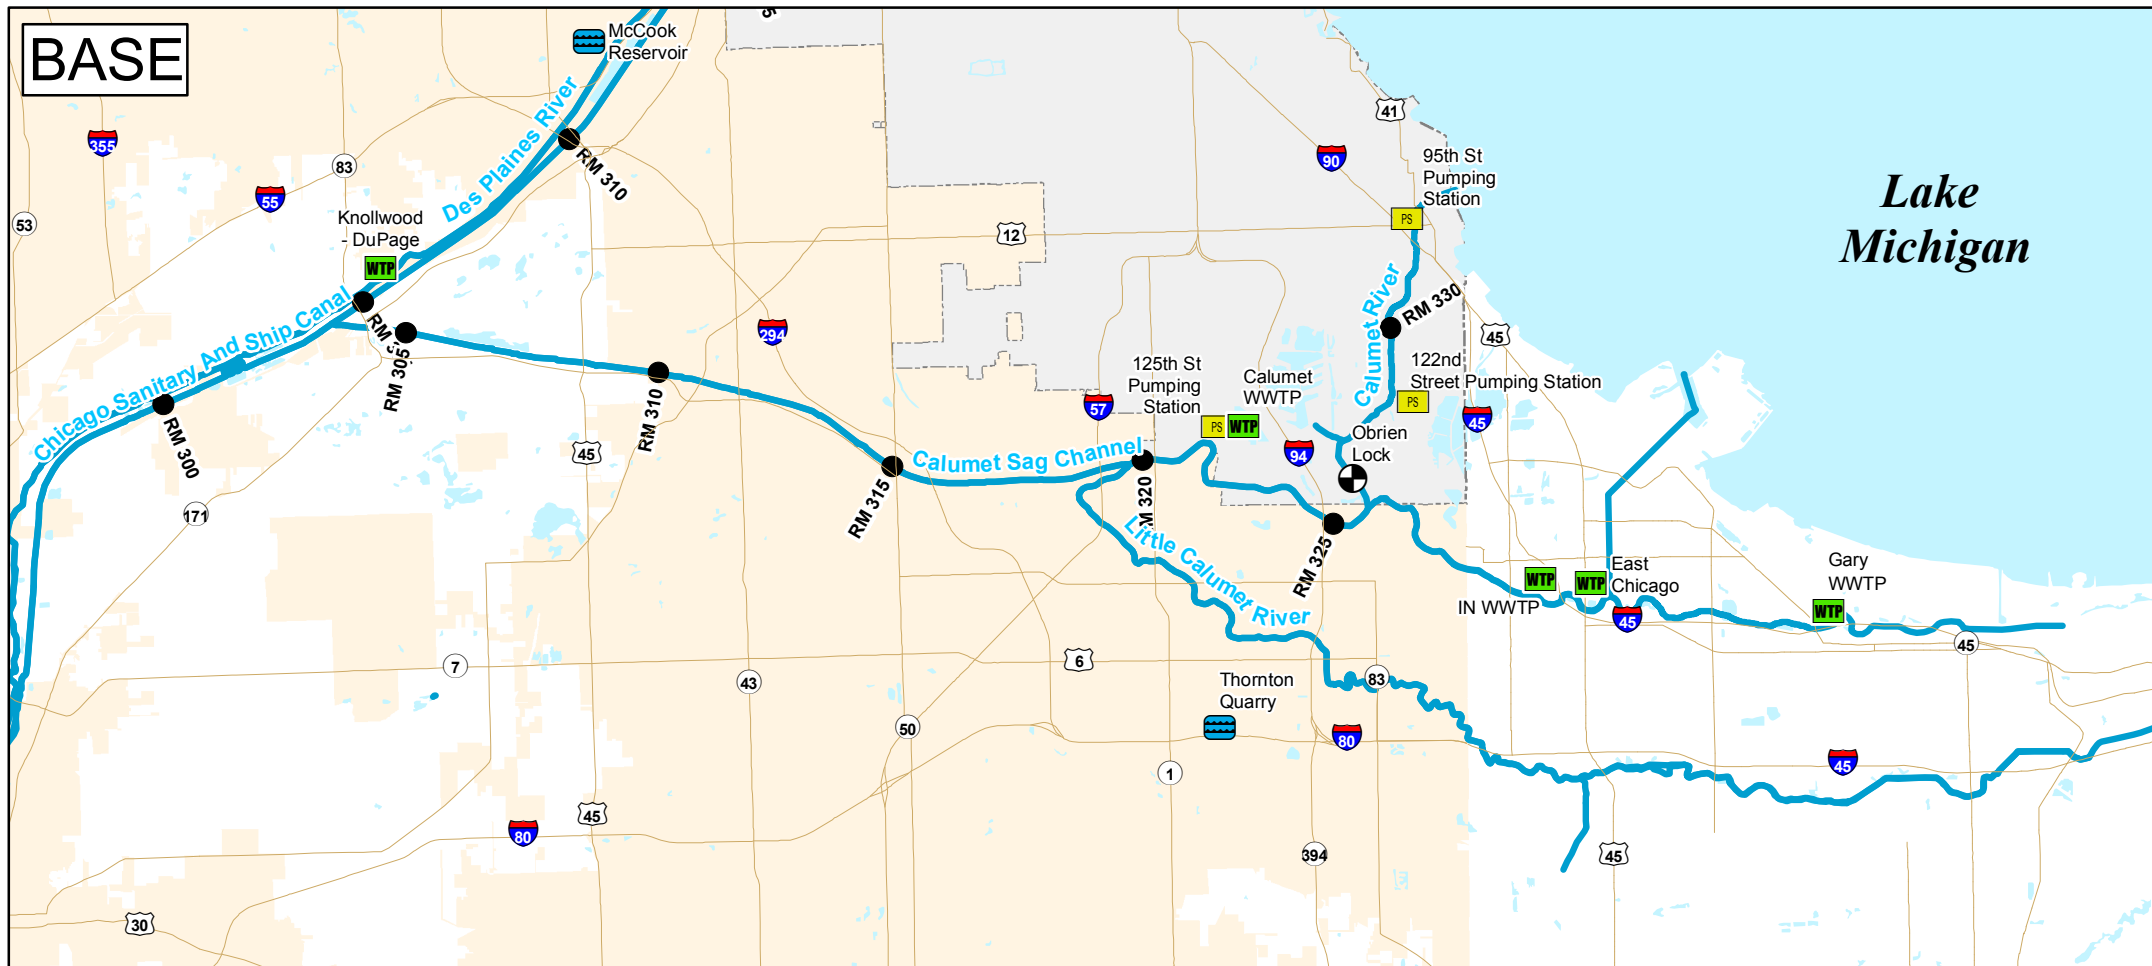 BASE
McCook
Reservoir
5
Des Plaines River
RM 310
355
83
55
53
Knollwood
- DuPage
WTP
Chicago Sanitary And Ship Canal
RM 3
RM 305
RM 300
171
RM 310
294
45
12
41
90
95th St
Pumping
Station
PS
Lake
Michigan
Calumet River
RM 330
45
122nd
Street Pumping Station
PS
45
125th St
Pumping
Station
PS
WTP
Calumet
WWTP
57
94
Obrien
Lock
Calumet Sag Channel
RM 315
RM 320
RM 325
Little Calumet River
WTP
IN WWTP
WTP
East
Chicago
45
Gary
WWTP
WTP
45
7
43
6
83
Thornton
Quarry
50
80
1
45
45
80
394
45
30